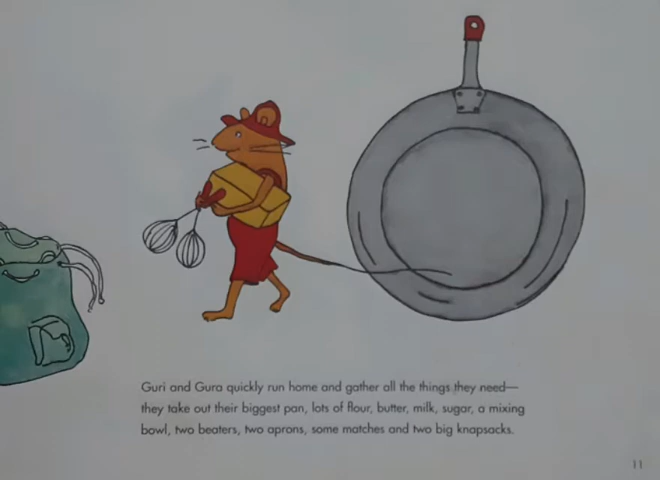 Guri and Gura quickly run home and gather all the things they need—
they take out their biggest pan, lots of flour, butter, milk, sugar, a mixing
bowl, two beaters, two aprons, some matches and two big knapsacks.
11